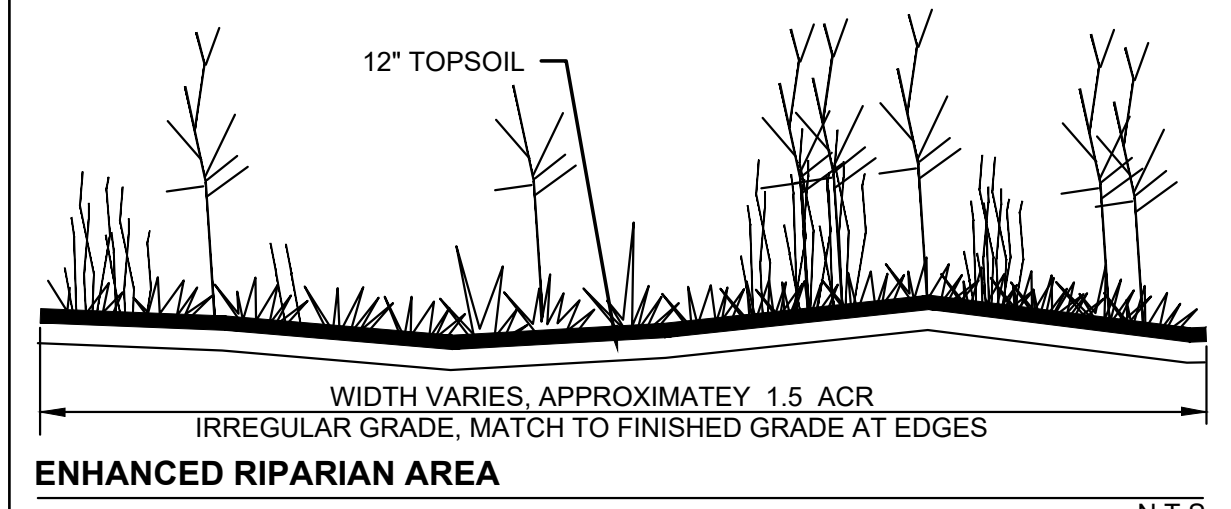 12" TOPSOIL
WIDTH VARIES, APPROXIMATEY 1.5 ACR
IRREGULAR GRADE, MATCH TO FINISHED GRADE AT EDGES
ENHANCED RIPARIAN AREA
N.T.S